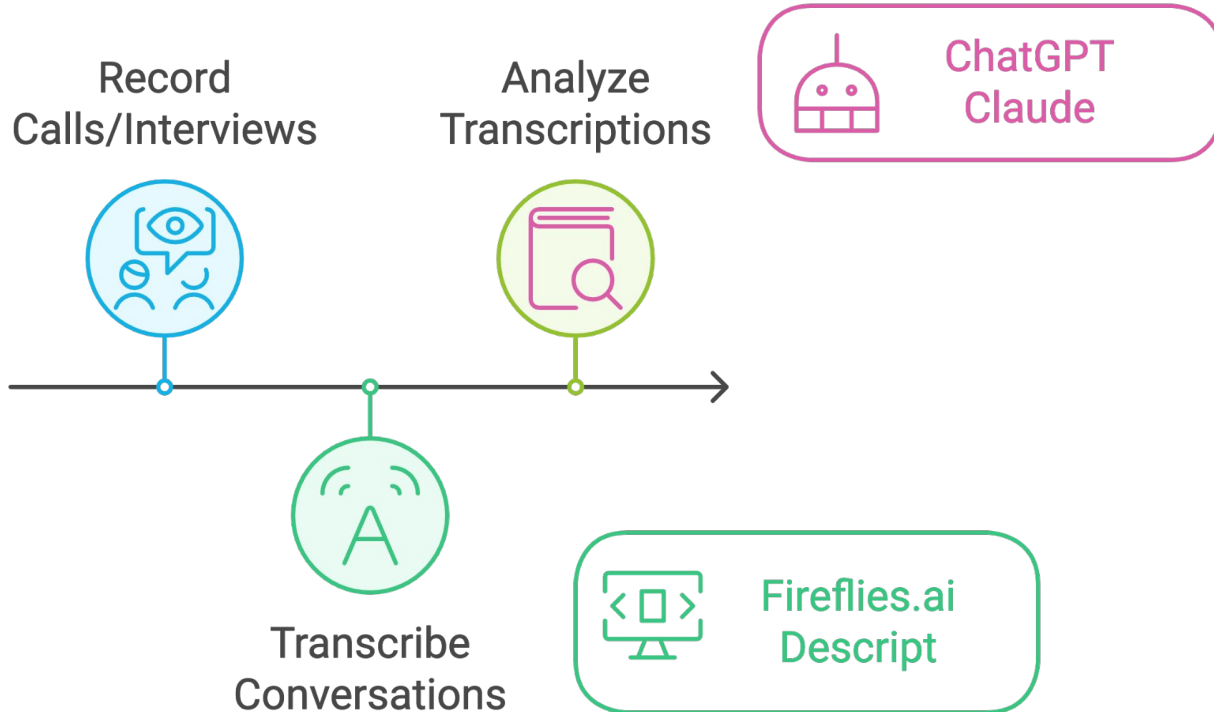 Record
Calls/Interviews
Analyze
Transcriptions
ChatGPT
Claude
Transcribe
Conversations
Fireflies.ai
Descript